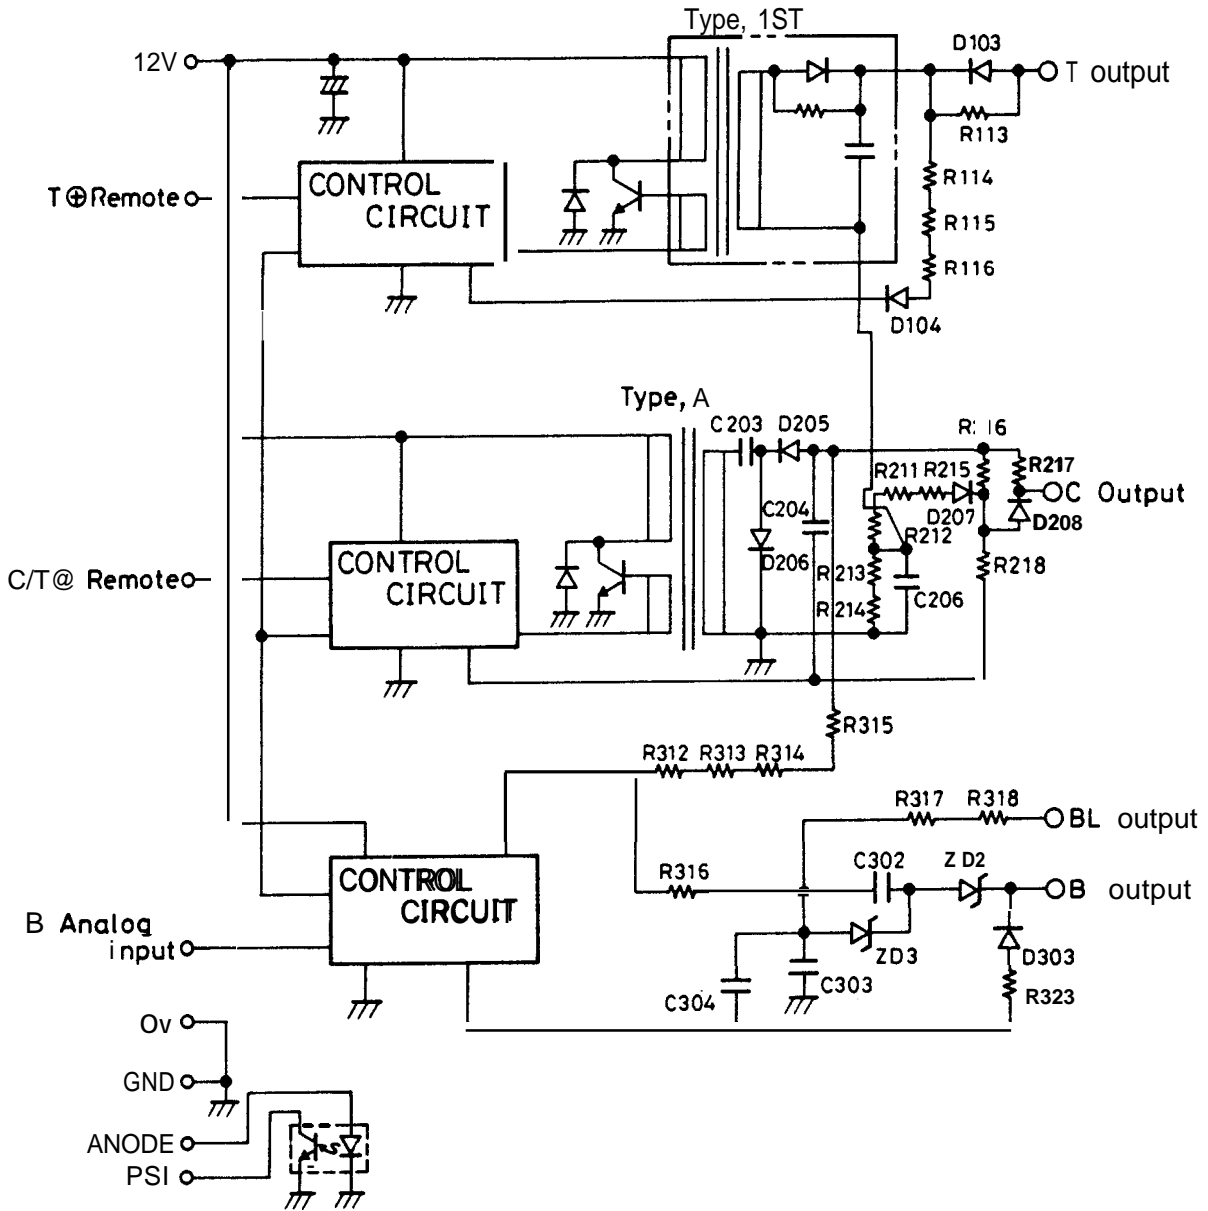 Type, 1ST
12V
D103
T output
R113
CONTROL
CIRCUIT
R114
T⊕Remote
R115
R116
D104
Type, A
C203
D205
R217
R211
R215
C Output
C204
D207
D208
R212
CONTROL
CIRCUIT
D206
R213
R218
C/T@ Remote
R214
C206
R315
R312
R313
R314
R317
R318
BL output
C302
ZD2
R316
CONTROL
CIRCUIT
B output
B Analog
input
ZD3
D303
C303
R323
C304
Ov
GND
ANODE
PSI